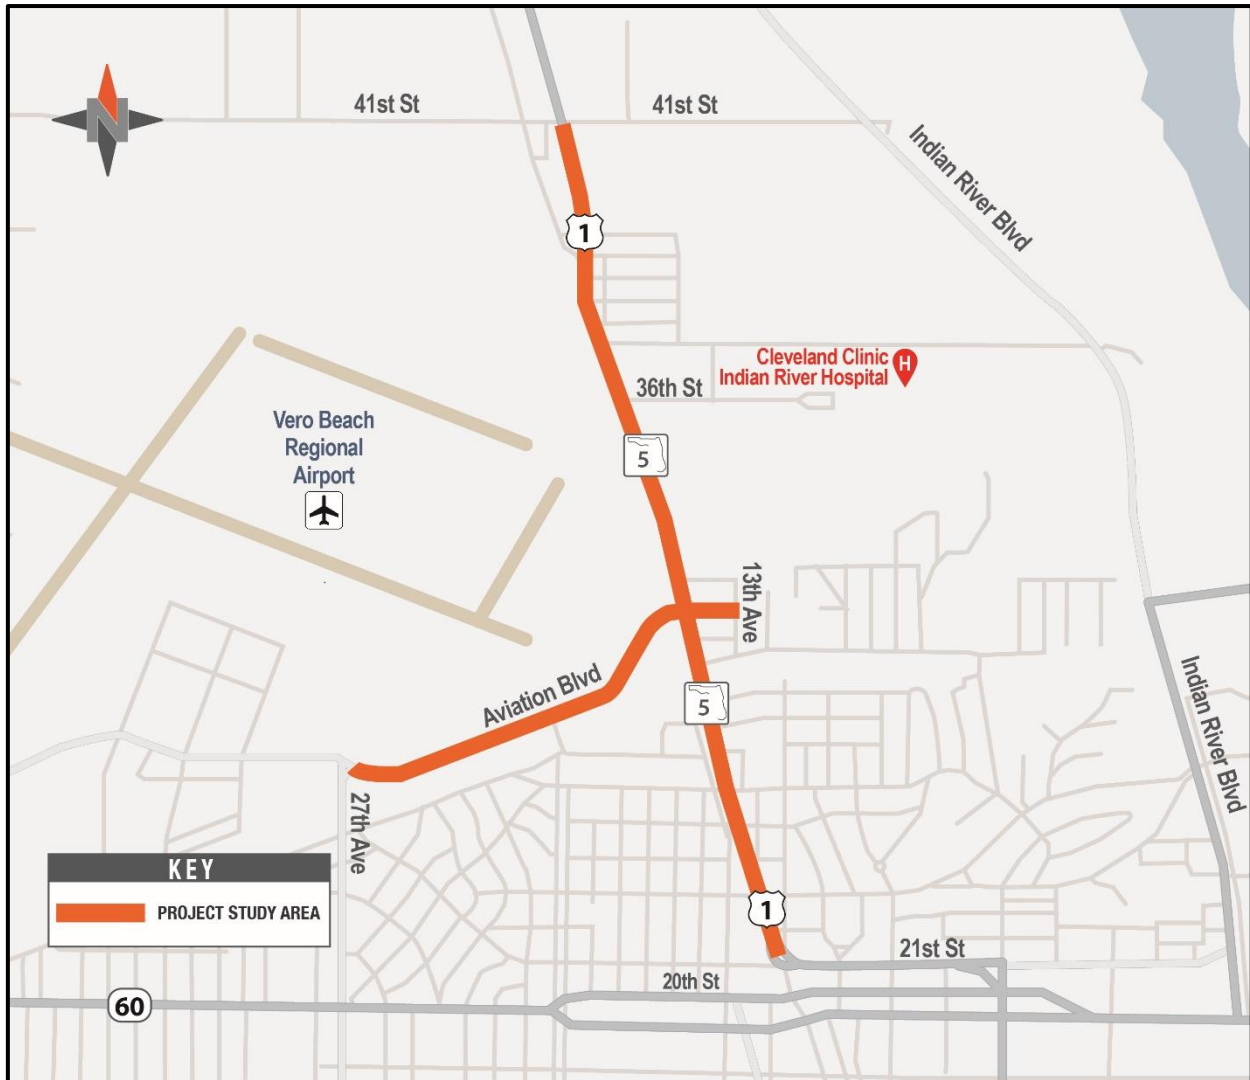 41st St
41st St
N
Indian River Blvd
1
Cleveland Clinic
Indian River Hospital
H
36th St
Vero Beach
Regional
Airport
5
13th Ave
Aviation Blvd
5
Indian River Blvd
27th Ave
KEY
PROJECT STUDY AREA
1
21st St
20th St
60